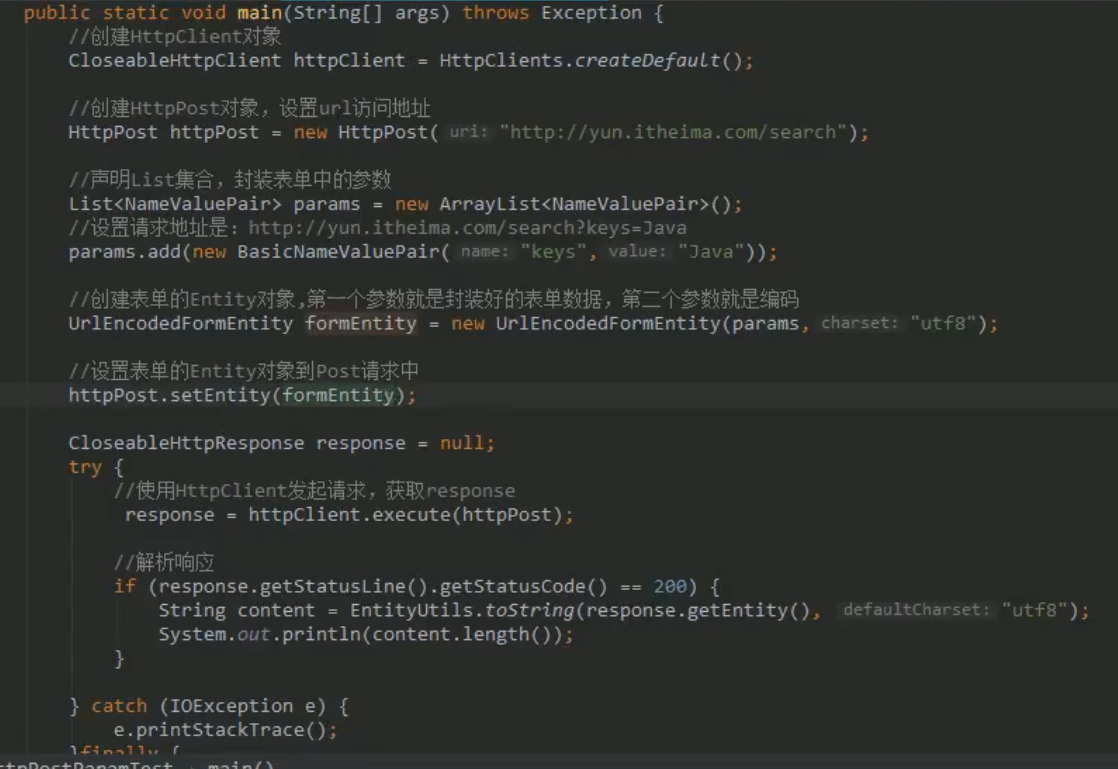 public static void main(String[] args) throws Exception {
//创建HttpClient对象
CloseableHttpClient httpClient = HttpClients.createDefault();
//创建HttpPost对象，设置url访问地址
HttpPost httpPost = new HttpPost( uri: "http://yun.itheima.com/search");
//声明List集合，封装表单中的参数
List<NameValuePair> params = new ArrayList<NameValuePair>();
//设置请求地址是：http://yun.itheima.com/search?keys=Java
params.add(new BasicNameValuePair( name: "keys", value: "Java"));
//创建表单的Entity对象,第一个参数就是封装好的表单数据，第二个参数就是编码
UrlEncodedFormEntity formEntity = new UrlEncodedFormEntity(params, charset: "utf8");
//设置表单的Entity对象到Post请求中
httpPost.setEntity(formEntity);
CloseableHttpResponse response = null;
try {
//使用HttpClient发起请求，获取response
response = httpClient.execute(httpPost);
//解析响应
if (response.getStatusLine().getStatusCode() == 200) {
String content = EntityUtils.toString(response.getEntity(), defaultCharset: "utf8");
System.out.println(content.length());
}
} catch (IOException e) {
e.printStackTrace();
}finally {
main()